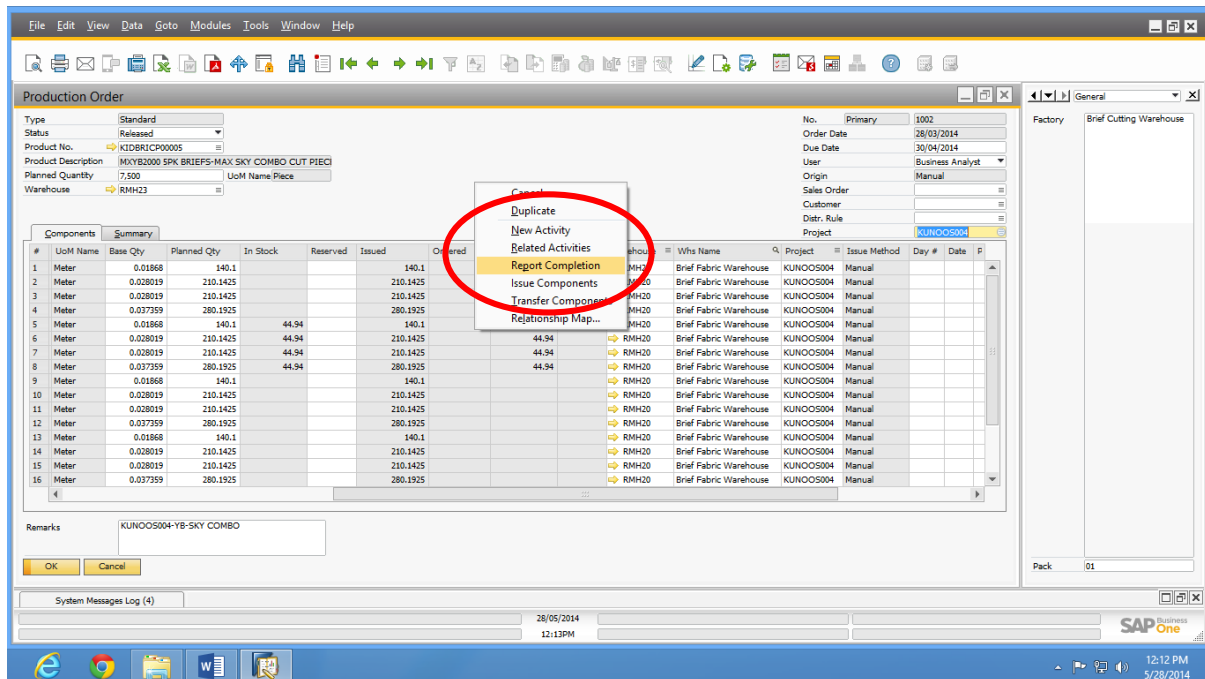 File Edit View Data Goto Modules Tools Window Help
Production Order
General
Type Standard No. Primary 1002 Factory Brief Cutting Warehouse
Status Released Order Date 28/03/2014
Product No. KIDBRICP00005 Due Date 30/04/2014
Product Description MXYB2000 5PK BRIEFS-MAX SKY COMBO CUT PIECI User Business Analyst
Planned Quantity 7,500 UoM Name Piece Origin Manual
Warehouse RMH23 Sales Order
Customer
Distr. Rule
Project KUNOOS004
Duplicate
New Activity
Related Activities
Report Completion
Issue Components
Transfer Components
Relationship Map...
Components Summary
# UoM Name Base Qty Planned Qty In Stock Reserved Issued Whs Name Project Issue Method Day # Date P
1 Meter 0.01868 140.1 140.1 Brief Fabric Warehouse KUNOOS004 Manual
2 Meter 0.028019 210.1425 210.1425 Brief Fabric Warehouse KUNOOS004 Manual
3 Meter 0.028019 210.1425 210.1425 Brief Fabric Warehouse KUNOOS004 Manual
4 Meter 0.037359 280.1925 280.1925 Brief Fabric Warehouse KUNOOS004 Manual
5 Meter 0.01868 140.1 44.94 140.1 Brief Fabric Warehouse KUNOOS004 Manual
6 Meter 0.028019 210.1425 44.94 210.1425 44.94 RMH20 Brief Fabric Warehouse KUNOOS004 Manual
7 Meter 0.028019 210.1425 44.94 210.1425 44.94 RMH20 Brief Fabric Warehouse KUNOOS004 Manual
8 Meter 0.037359 280.1925 44.94 280.1925 44.94 RMH20 Brief Fabric Warehouse KUNOOS004 Manual
9 Meter 0.01868 140.1 140.1 RMH20 Brief Fabric Warehouse KUNOOS004 Manual
10 Meter 0.028019 210.1425 210.1425 RMH20 Brief Fabric Warehouse KUNOOS004 Manual
11 Meter 0.028019 210.1425 210.1425 RMH20 Brief Fabric Warehouse KUNOOS004 Manual
12 Meter 0.037359 280.1925 280.1925 RMH20 Brief Fabric Warehouse KUNOOS004 Manual
13 Meter 0.01868 140.1 140.1 RMH20 Brief Fabric Warehouse KUNOOS004 Manual
14 Meter 0.028019 210.1425 210.1425 RMH20 Brief Fabric Warehouse KUNOOS004 Manual
15 Meter 0.028019 210.1425 210.1425 RMH20 Brief Fabric Warehouse KUNOOS004 Manual
16 Meter 0.037359 280.1925 280.1925 RMH20 Brief Fabric Warehouse KUNOOS004 Manual
Remarks KUNOOS004-YB-SKY COMBO
OK Cancel Pack 01
System Messages Log (4)
28/05/2014
12:13PM
SAP Business One
12:12 PM
5/28/2014